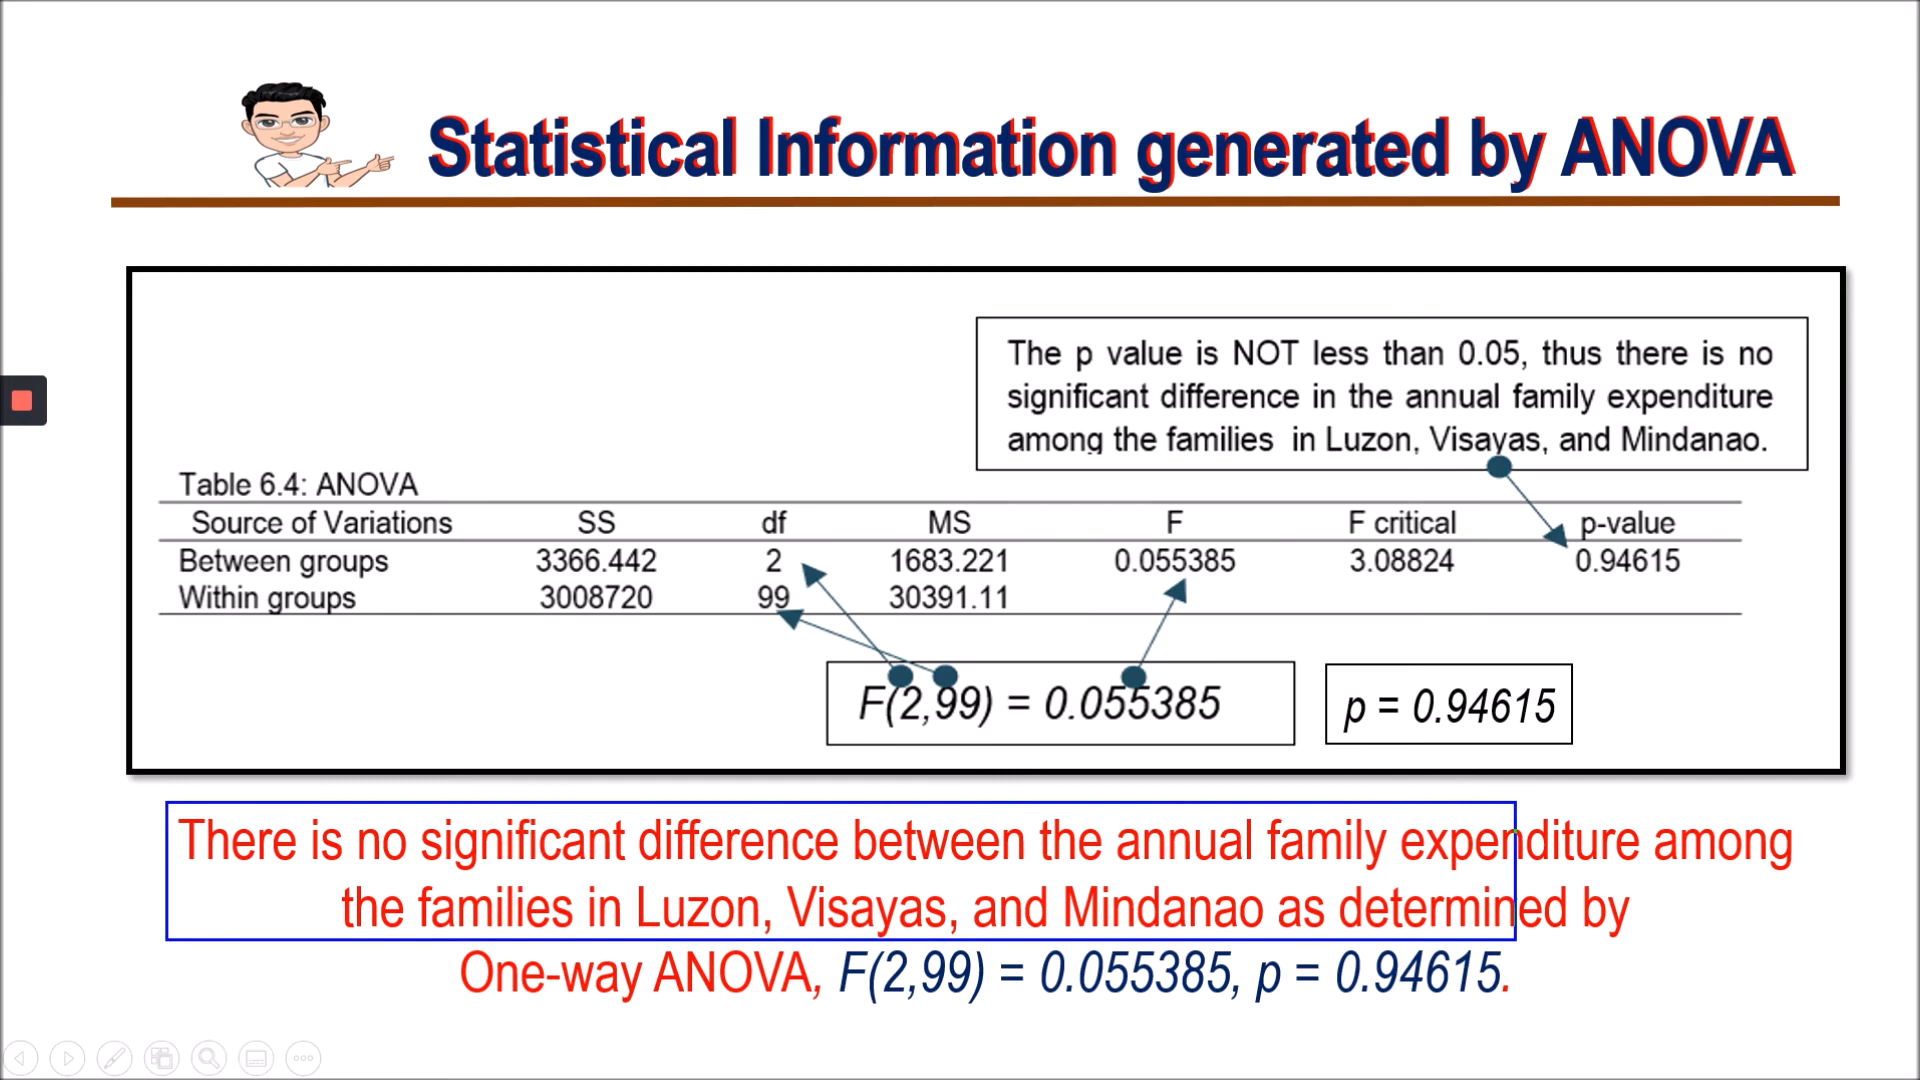 Statistical Information generated by ANOVA
The p value is NOT less than 0.05, thus there is no
significant difference in the annual family expenditure
among the families in Luzon, Visayas, and Mindanao.
Table 6.4: ANOVA
Source of Variations SS df MS F F critical p-value
Between groups 3366.442 2 1683.221 0.055385 3.08824 0.94615
Within groups 3008720 99 30391.11
F(2,99) = 0.055385 p = 0.94615
There is no significant difference between the annual family expenditure among
the families in Luzon, Visayas, and Mindanao as determined by
One-way ANOVA, F(2,99) = 0.055385, p = 0.94615.